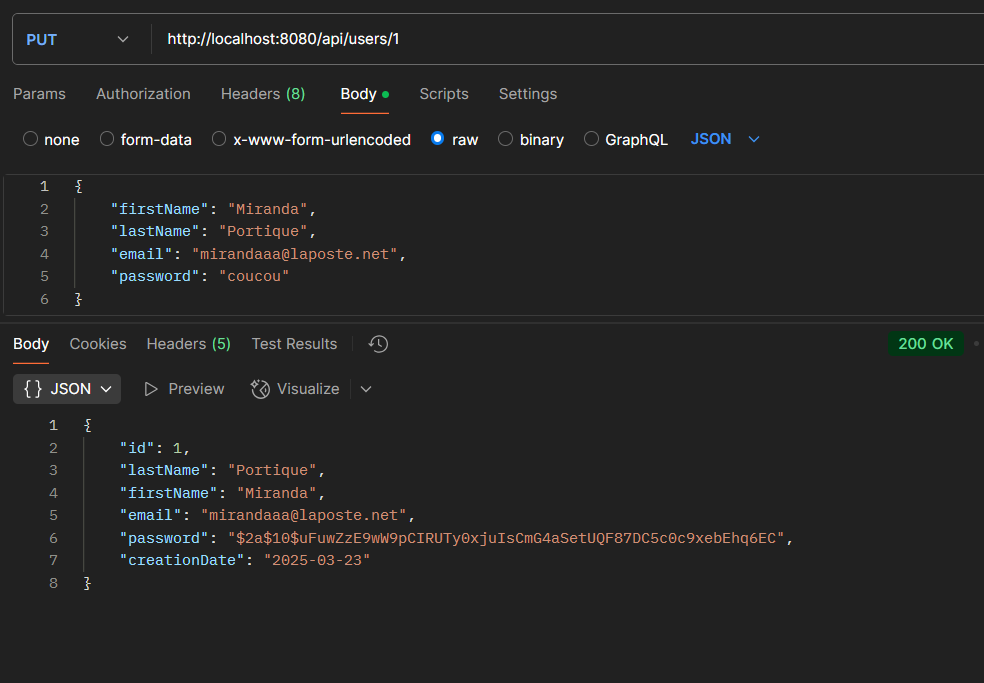 PUT http://localhost:8080/api/users/1
Params Authorization Headers (8) Body Scripts Settings
none form-data x-www-form-urlencoded raw binary GraphQL JSON
1 {
2 "firstName": "Miranda",
3 "lastName": "Portique",
4 "email": "mirandaaa@laposte.net",
5 "password": "coucou"
6 }
Body Cookies Headers (5) Test Results 200 OK
{} JSON Preview Visualize
1 {
2 "id": 1,
3 "lastName": "Portique",
4 "firstName": "Miranda",
5 "email": "mirandaaa@laposte.net",
6 "password": "$2a$10$uFuwZzE9wW9pCIRUTy0xjuIsCmG4aSetUQF87DC5c0c9xebEhq6EC",
7 "creationDate": "2025-03-23"
8 }